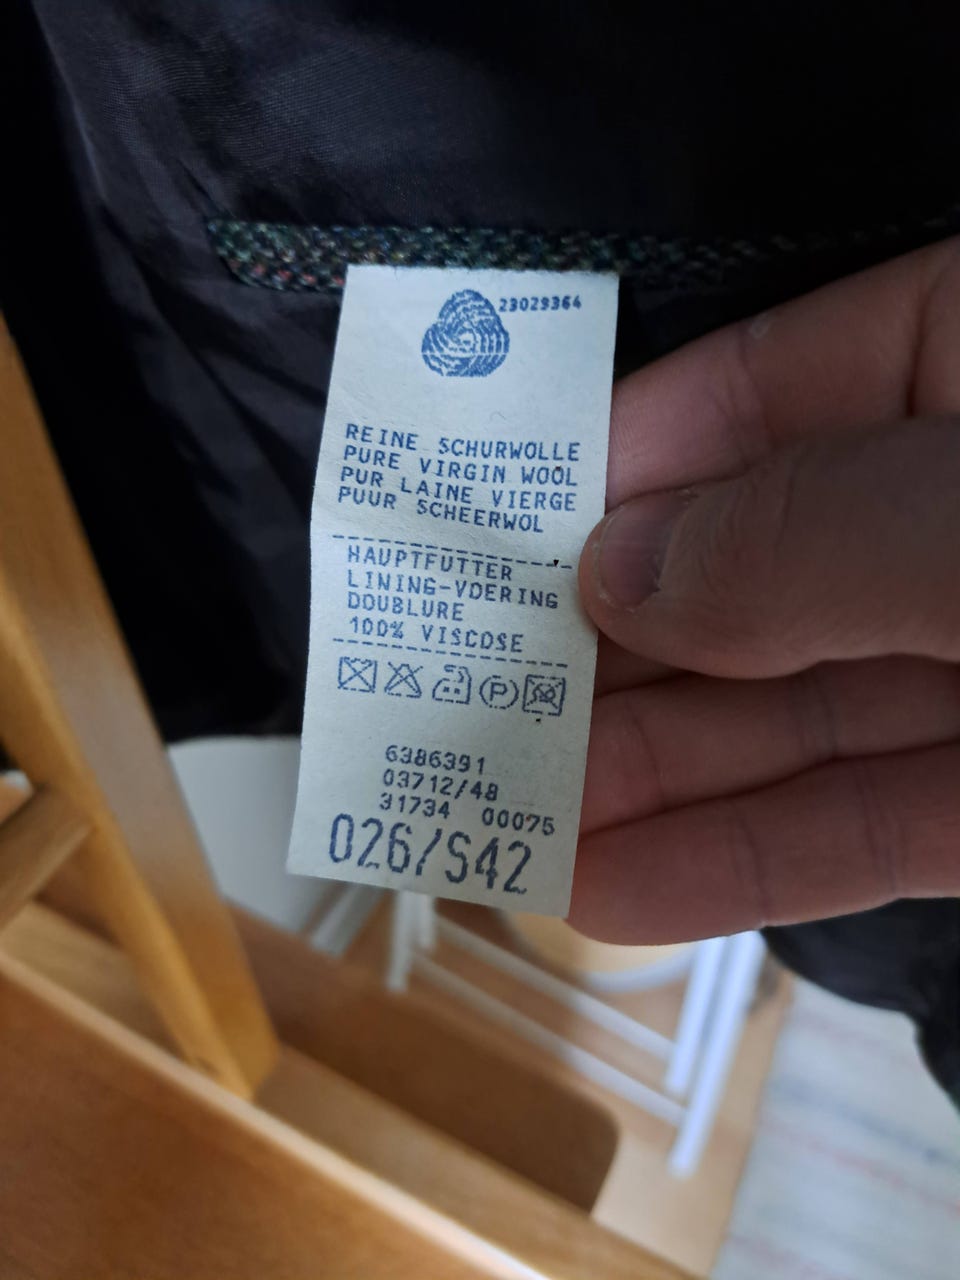 23029364
REINE SCHURWOLLE
PURE VIRGIN WOOL
PUR LAINE VIERGE
PUUR SCHEERWOL
HAUPTFUTTER
LINING-VOERING
DOUBLURE
100% VISCOSE
P
6386391
03712/48
31734 00075
026/S42